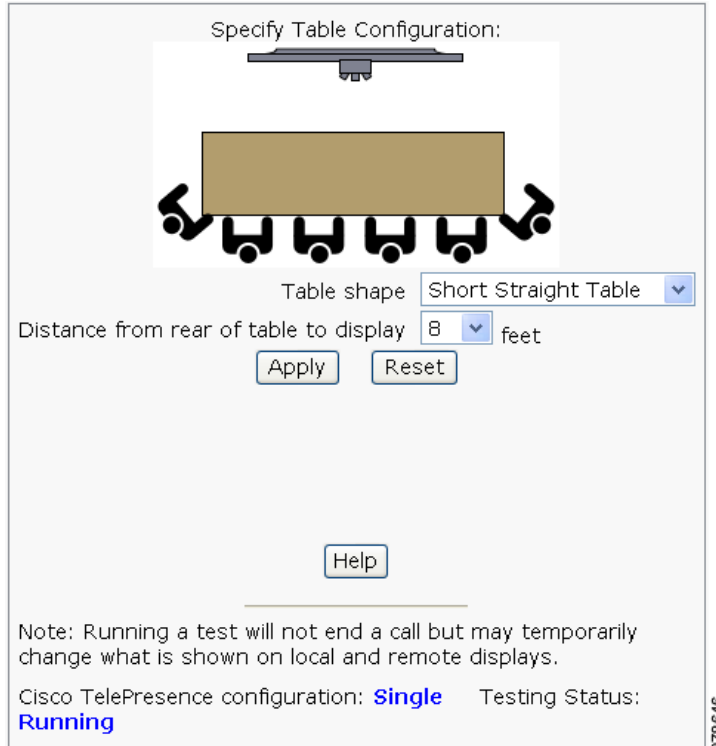 Specify Table Configuration:
Table shape Short Straight Table
Distance from rear of table to display 8 feet
Apply Reset
Help
Note: Running a test will not end a call but may temporarily
change what is shown on local and remote displays.
Cisco TelePresence configuration: Single Testing Status:
Running